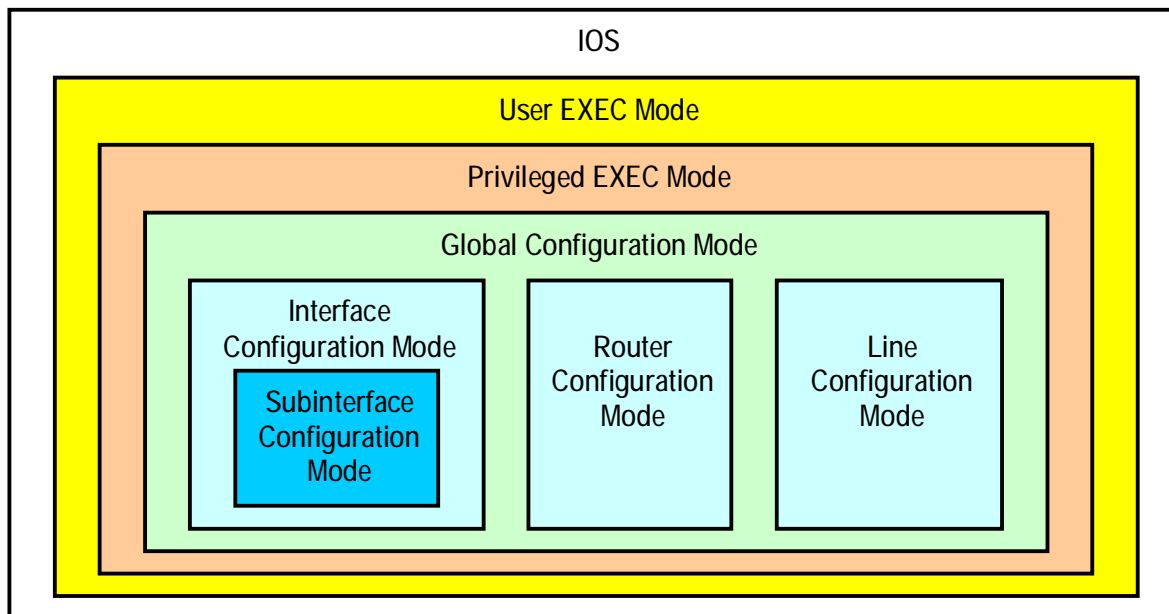 IOS
User EXEC Mode
Privileged EXEC Mode
Global Configuration Mode
Interface
Configuration Mode
Subinterface
Configuration
Mode
Router
Configuration
Mode
Line
Configuration
Mode